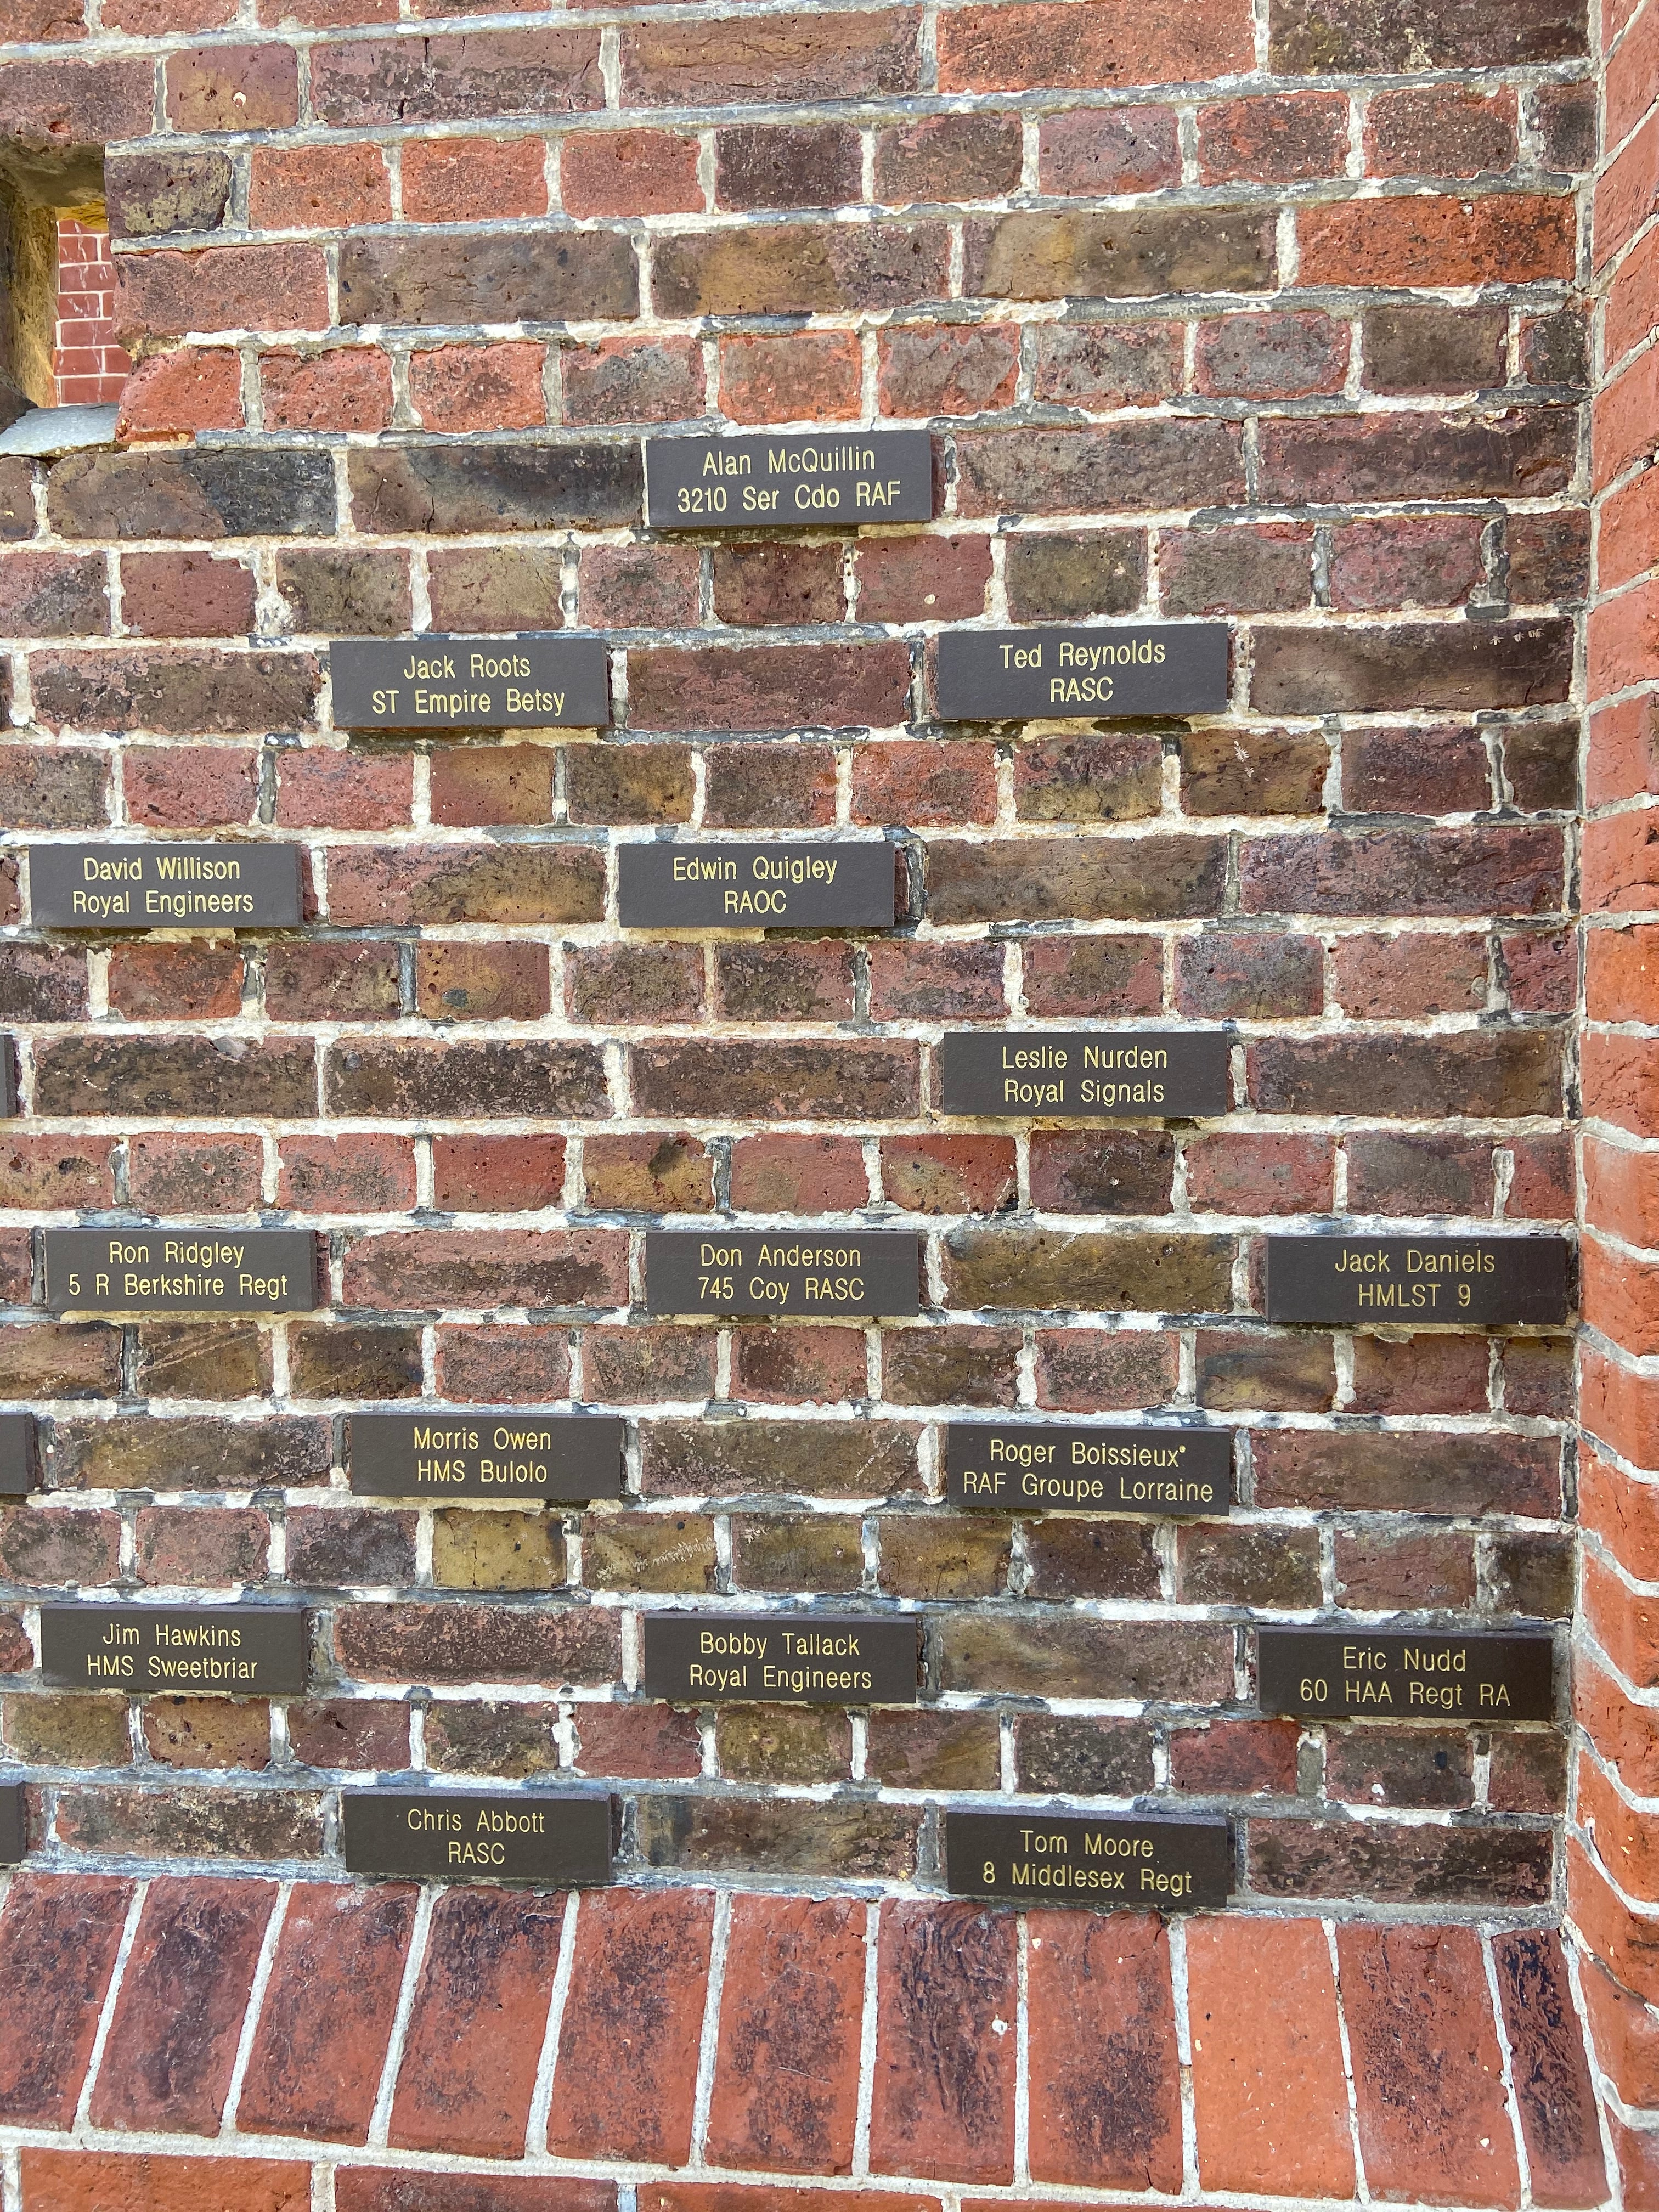 Alan McQuillin
3210 Ser Cdo RAF
Jack Roots
ST Empire Betsy
Ted Reynolds
RASC
David Willison
Royal Engineers
Edwin Quigley
RAOC
Leslie Nurden
Royal Signals
Ron Ridgley
5 R Berkshire Regt
Don Anderson
745 Coy RASC
Jack Daniels
HMLST 9
Morris Owen
HMS Bulolo
Roger Boissieux*
RAF Groupe Lorraine
Jim Hawkins
HMS Sweetbriar
Bobby Tallack
Royal Engineers
Eric Nudd
60 HAA Regt RA
Chris Abbott
RASC
Tom Moore
8 Middlesex Regt